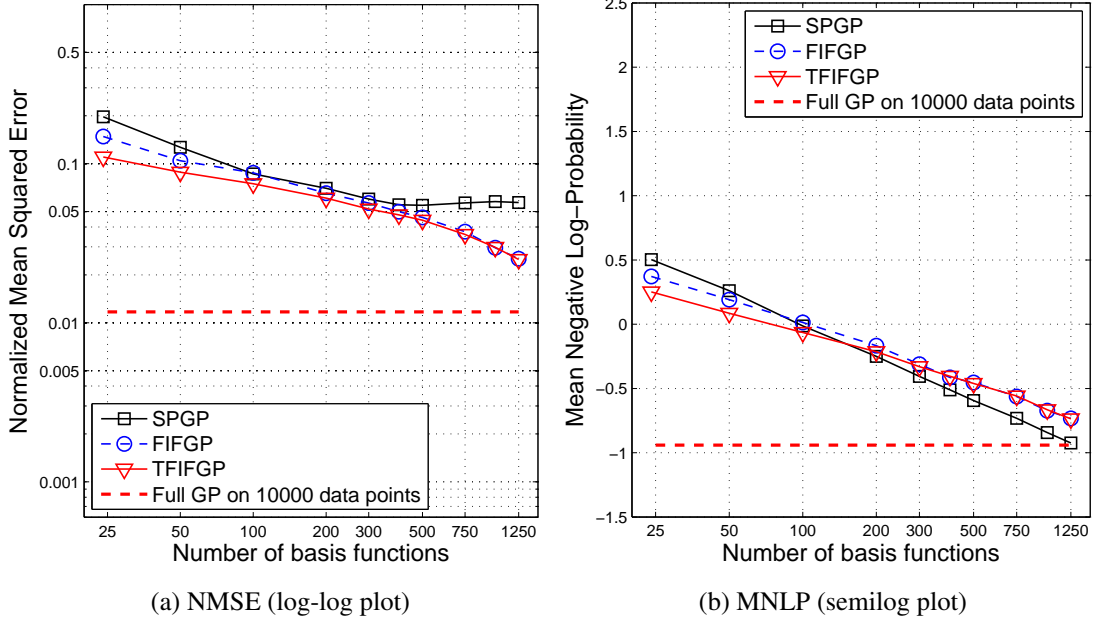 Normalized Mean Squared Error
0.5
0.1
0.05
0.01
0.005
0.001
SPGP
FIFGP
TFIFGP
Full GP on 10000 data points
25 50 100 200 300 500 750 1250
Number of basis functions
(a) NMSE (log-log plot)
Mean Negative Log−Probability
2.5
2
1.5
1
0.5
0
−0.5
−1
−1.5
SPGP
FIFGP
TFIFGP
Full GP on 10000 data points
25 50 100 200 300 500 750 1250
Number of basis functions
(b) MNLP (semilog plot)